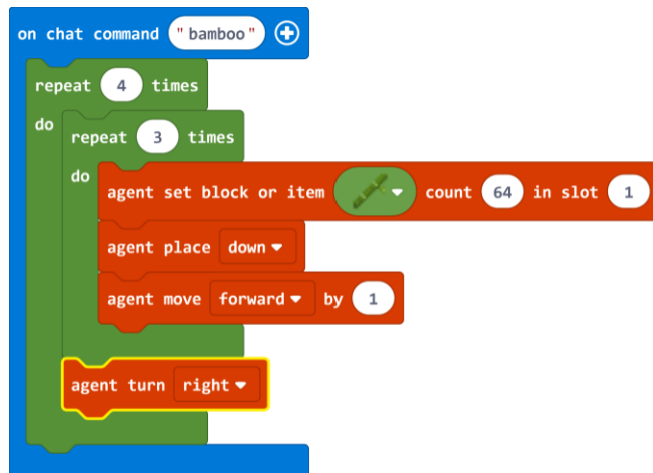 on chat command "bamboo"
repeat 4 times
do
repeat 3 times
do
agent set block or item count 64 in slot 1
agent place down
agent move forward by 1
agent turn right